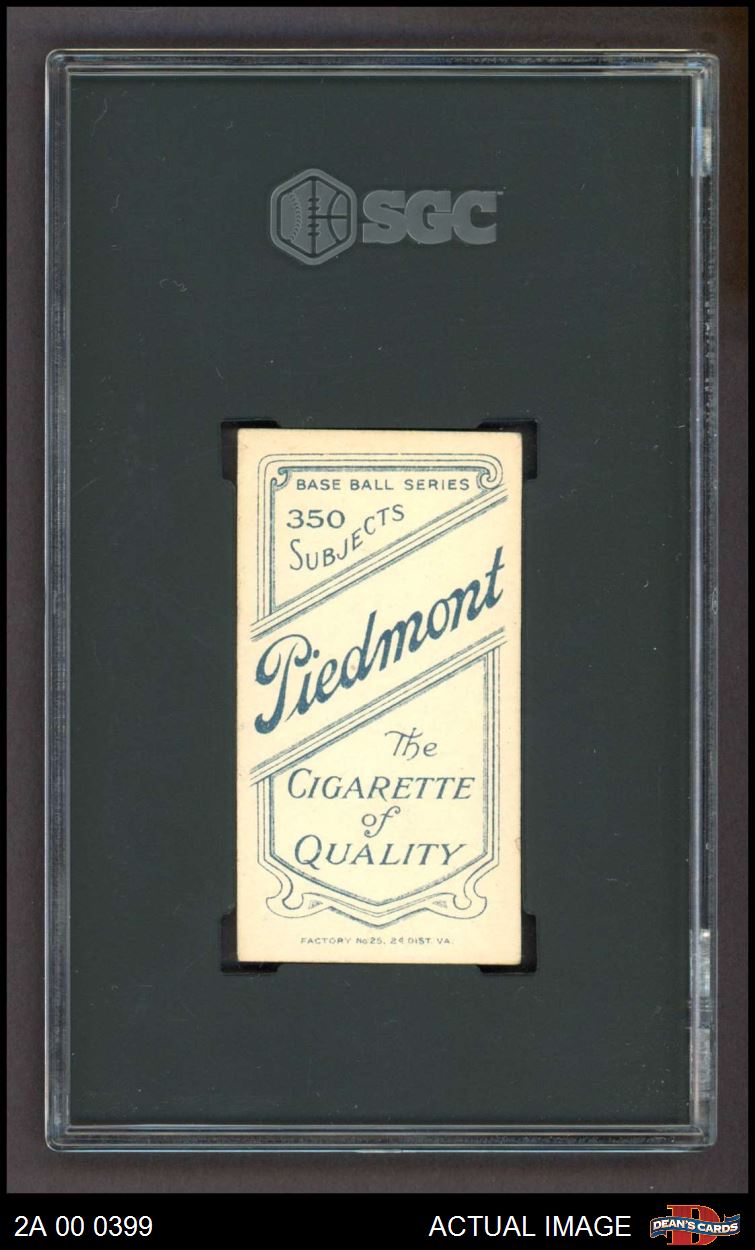 SGC
BASE BALL SERIES
350
SUBJECTS
Piedmont
The
CIGARETTE
of
QUALITY
FACTORY No 25, 2d DIST. VA.
2A 00 0399
ACTUAL IMAGE
D
DEAN'S CARDS